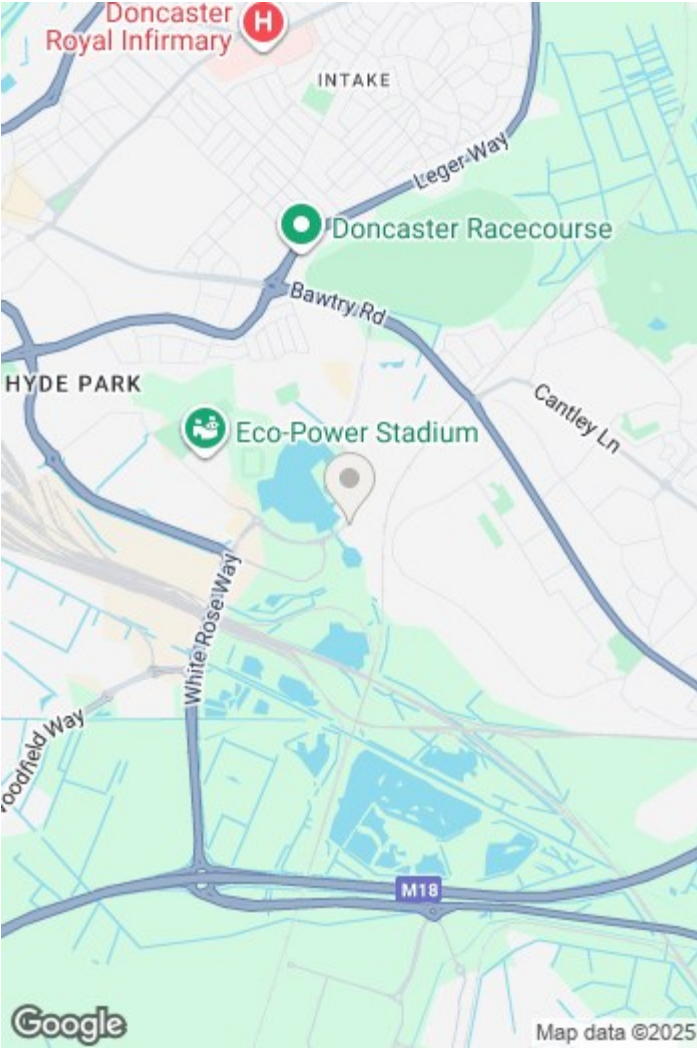 Doncaster
Royal Infirmary
H
INTAKE
Leger Way
Doncaster Racecourse
Bawtry Rd
HYDE PARK
Cantley Ln
Eco-Power Stadium
White Rose Way
oodfield Way
M18
Google
Map data ©2025